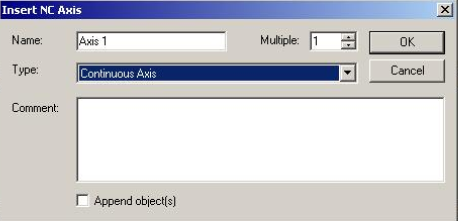 Insert NC Axis
Name: Axis 1 Multiple: 1 OK
Type: Continuous Axis Cancel
Comment:
Append object(s)